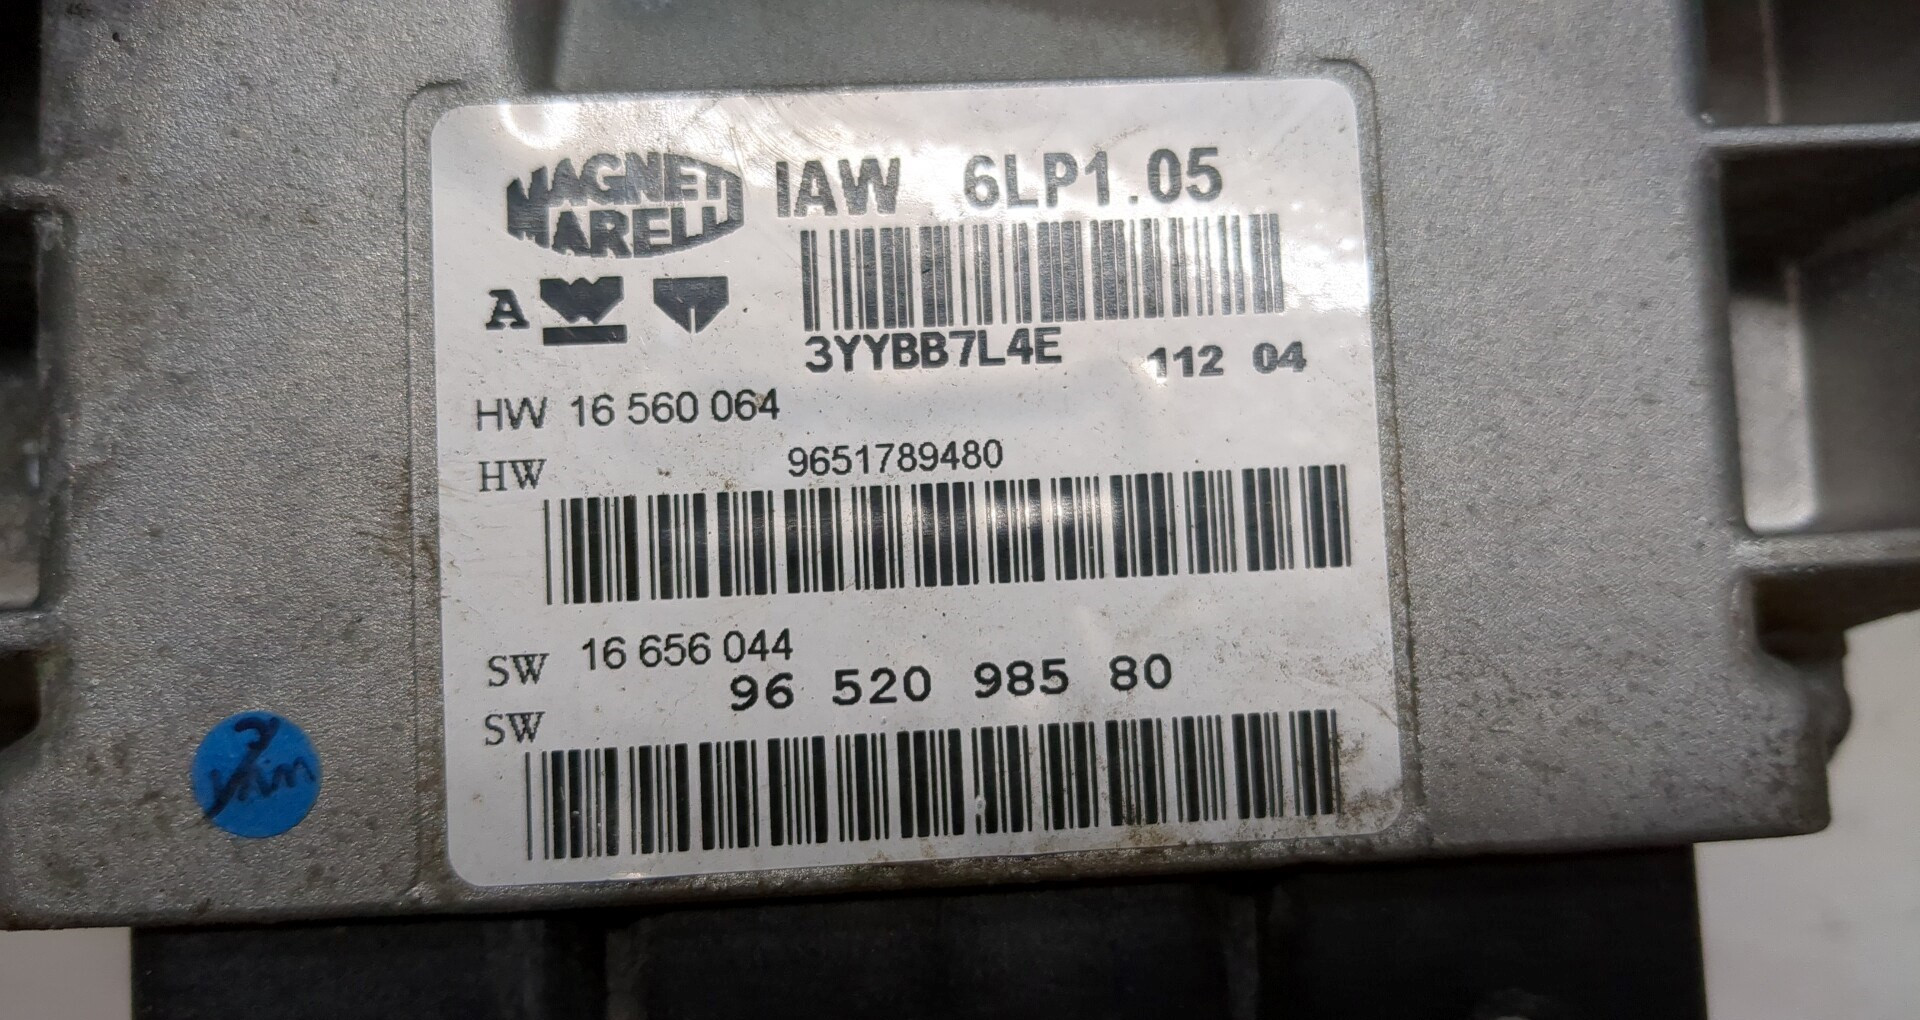 MAGNETI MARELLI
IAW 6LP1.05
A
3YYBB7L4E 112 04
HW 16 560 064
HW 9651789480
SW 16 656 044
96 520 985 80
SW